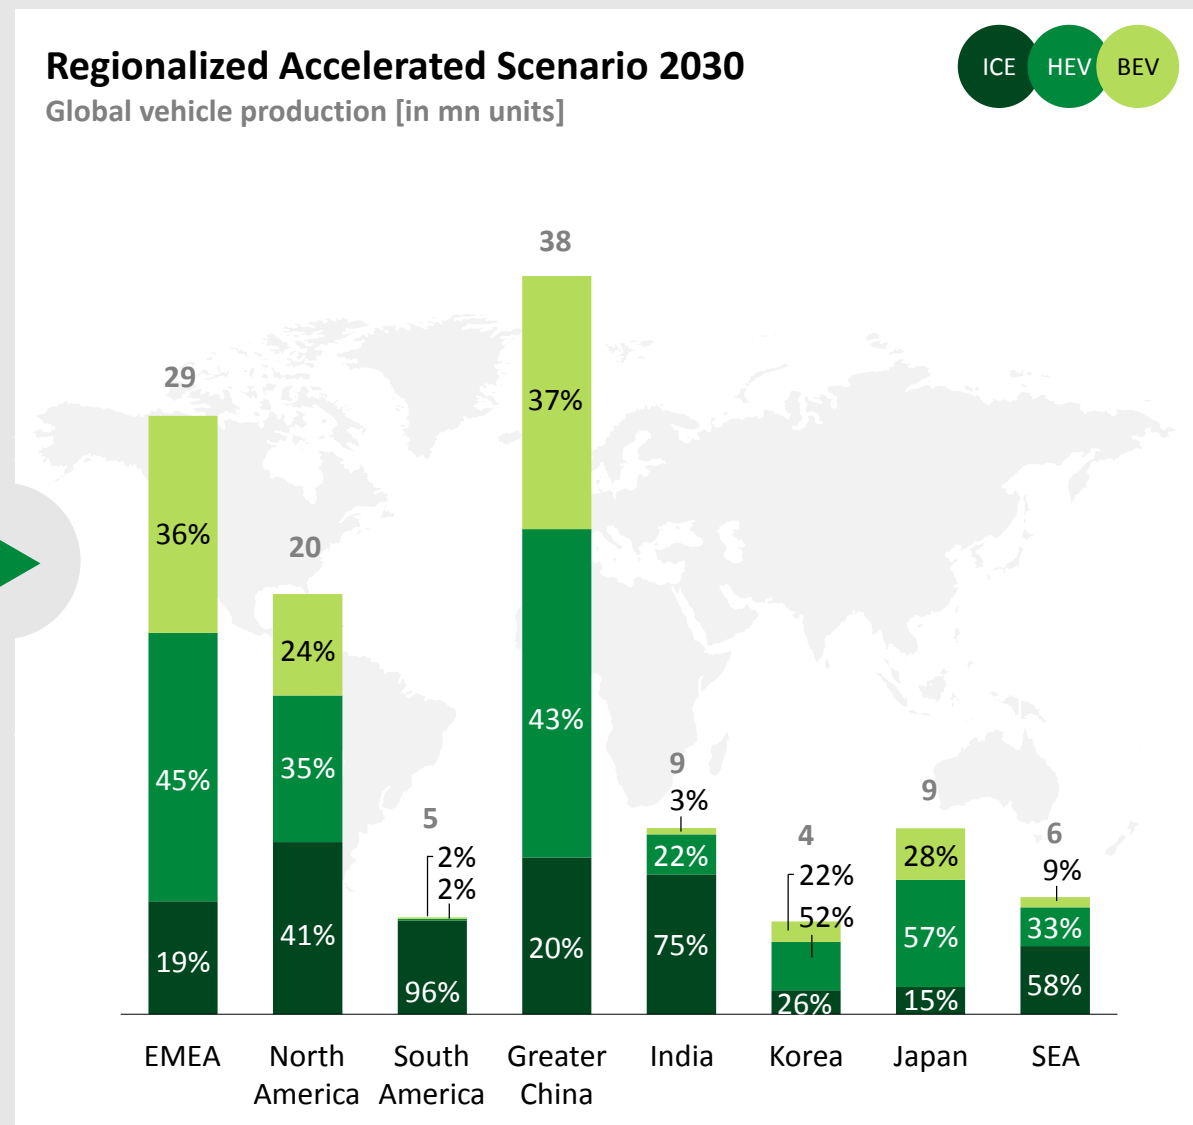 Regionalized Accelerated Scenario 2030
Global vehicle production [in mn units]
ICE HEV BEV
29
36%
45%
19%
20
24%
35%
41%
5
2%
2%
96%
38
37%
43%
20%
9
3%
22%
75%
4
22%
52%
26%
9
28%
57%
15%
6
9%
33%
58%
EMEA
North
America
South
America
Greater
China
India
Korea
Japan
SEA